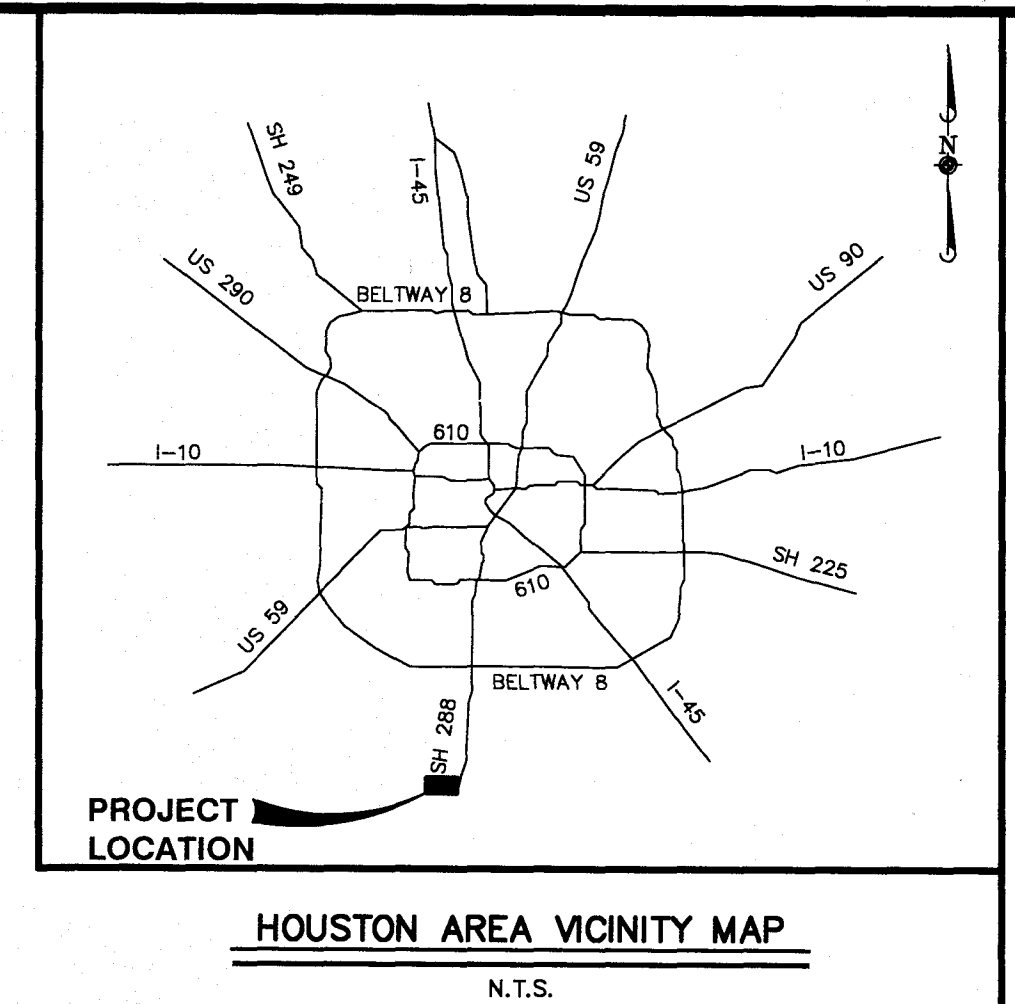 SH 249
I-45
US 59
N
US 290
BELTWAY 8
US 90
610
I-10
I-10
SH 225
610
US 59
BELTWAY 8
I-45
SH 288
PROJECT
LOCATION
HOUSTON AREA VICINITY MAP
N.T.S.